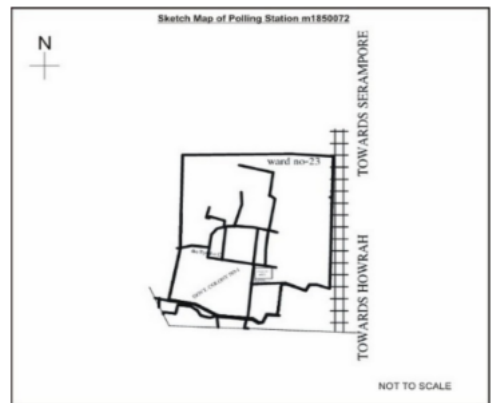 Sketch Map of Polling Station m1850072
N
TOWARDS SERAMPORE
ward no-23
TOWARDS HOWRAH
NOT TO SCALE